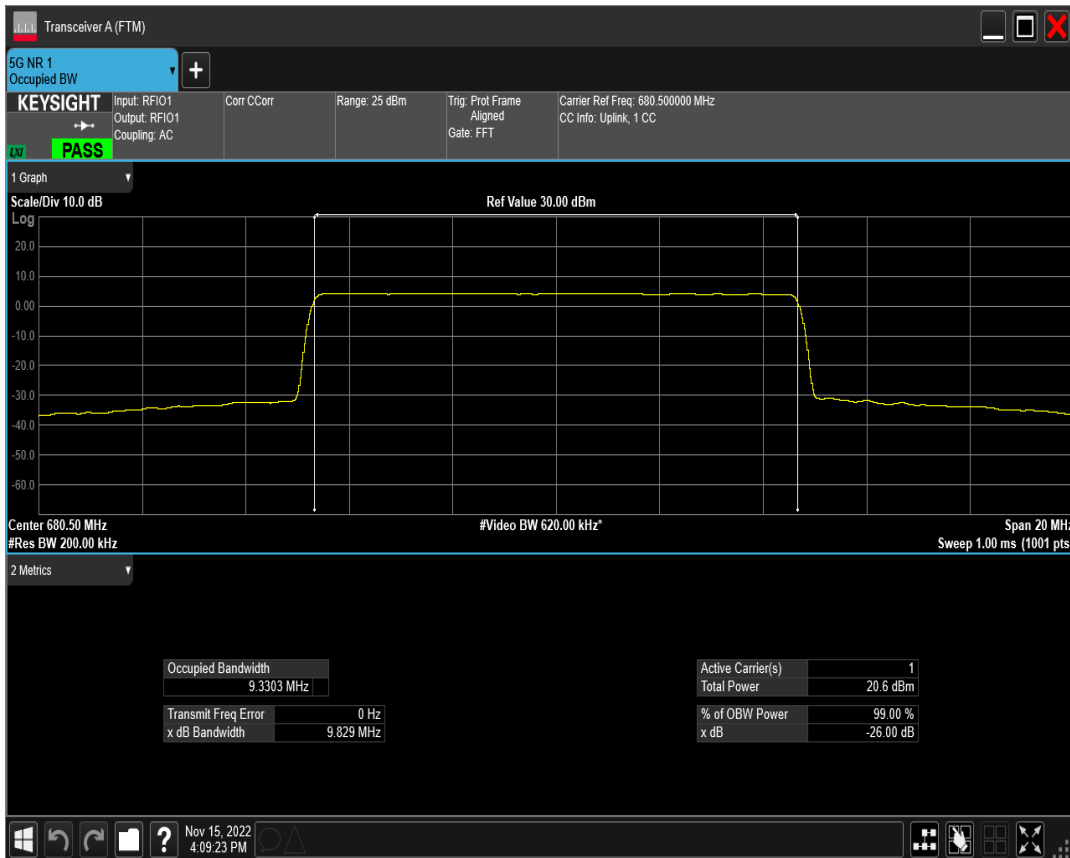 Transceiver A (FTM)
5G NR 1
Occupied BW
+
KEYSIGHT
LXI
PASS
Input: RFIO1
Output: RFIO1
Coupling: AC
Corr CCorr
Range: 25 dBm
Trig: Prot Frame
Aligned
Gate: FFT
Carrier Ref Freq: 680.500000 MHz
CC Info: Uplink, 1 CC
1 Graph
Scale/Div 10.0 dB
Ref Value 30.00 dBm
Log
20.0
10.0
0.00
-10.0
-20.0
-30.0
-40.0
-50.0
-60.0
Center 680.50 MHz
#Video BW 620.00 kHz*
Span 20 MHz
#Res BW 200.00 kHz
Sweep 1.00 ms (1001 pts
2 Metrics
Occupied Bandwidth
9.3303 MHz
Transmit Freq Error 0 Hz
x dB Bandwidth 9.829 MHz
Active Carrier(s) 1
Total Power 20.6 dBm
% of OBW Power 99.00 %
x dB -26.00 dB
?
Nov 15, 2022
4:09:23 PM